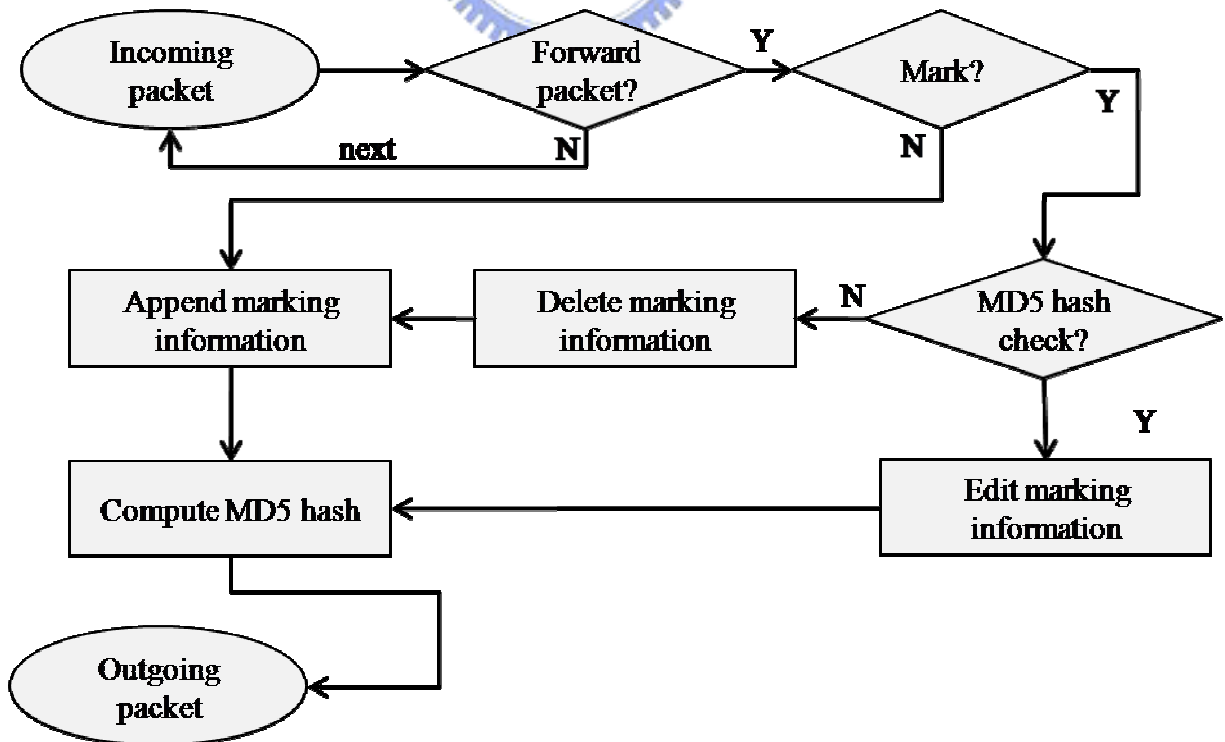 Incoming
packet
Forward
packet?
Y
Mark?
Y
N
next
N
Append marking
information
Delete marking
information
N
MD5 hash
check?
Y
Compute MD5 hash
Edit marking
information
Outgoing
packet